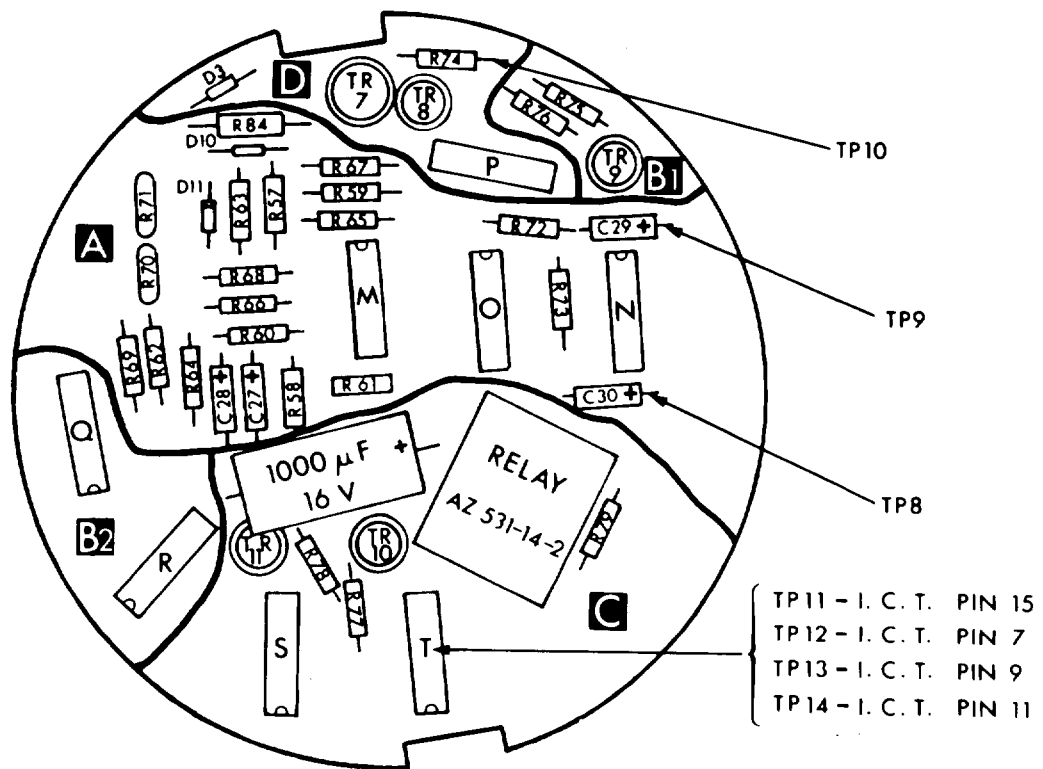 D3
D
R74
TR
7
TR
8
R75
R76
TR
9
B1
P
TP10
R84
D10
R67
R59
R65
D11
R63
R57
R71
R70
A
R72
C29 +
R68
R66
R60
M
O
R73
N
TP9
R69
R62
R64
C28 +
C27 +
R58
R61
C30 +
TP8
Q
B2
R
1000 µF +
16 V
RELAY
AZ 531-14-2
R79
TR
11
R78
TR
10
R77
C
S
T
TP11 - I. C. T. PIN 15
TP12 - I. C. T. PIN 7
TP13 - I. C. T. PIN 9
TP14 - I. C. T. PIN 11